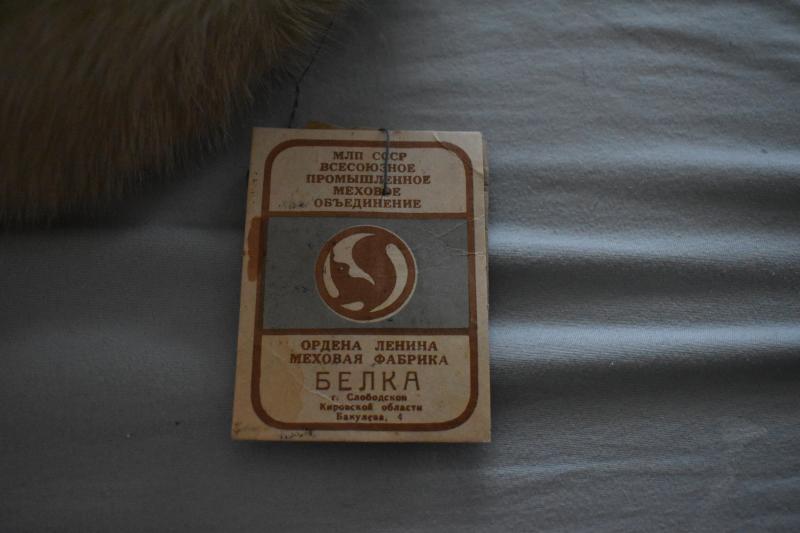 МЛП СССР
ВСЕСОЮЗНОЕ
ПРОМЫШЛЕННОЕ
МЕХОВОЕ
ОБЪЕДИНЕНИЕ
ОРДЕНА ЛЕНИНА
МЕХОВАЯ ФАБРИКА
БЕЛКА
г. Слободской
Кировской области
Бакулева, 4